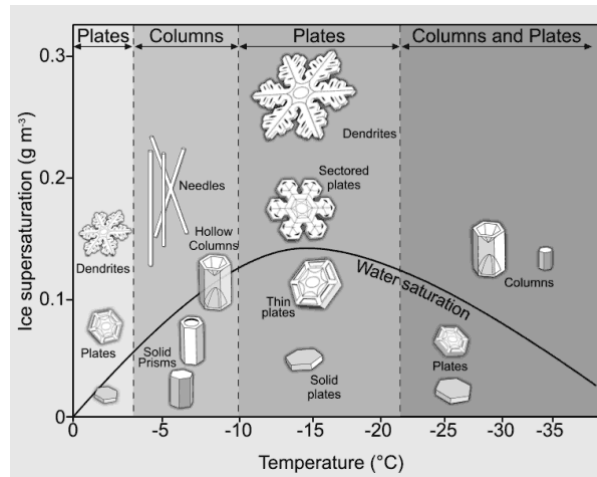 Plates
Columns
Plates
Columns and Plates
0.3
0.2
0.1
0
Ice supersaturation (g m⁻³)
Dendrites
Needles
Sectored
plates
Hollow
Columns
Dendrites
Water saturation
Columns
Thin
plates
Plates
Solid
Prisms
Plates
Solid
plates
0
-5
-10
-15
-20
-25
-30
-35
Temperature (°C)